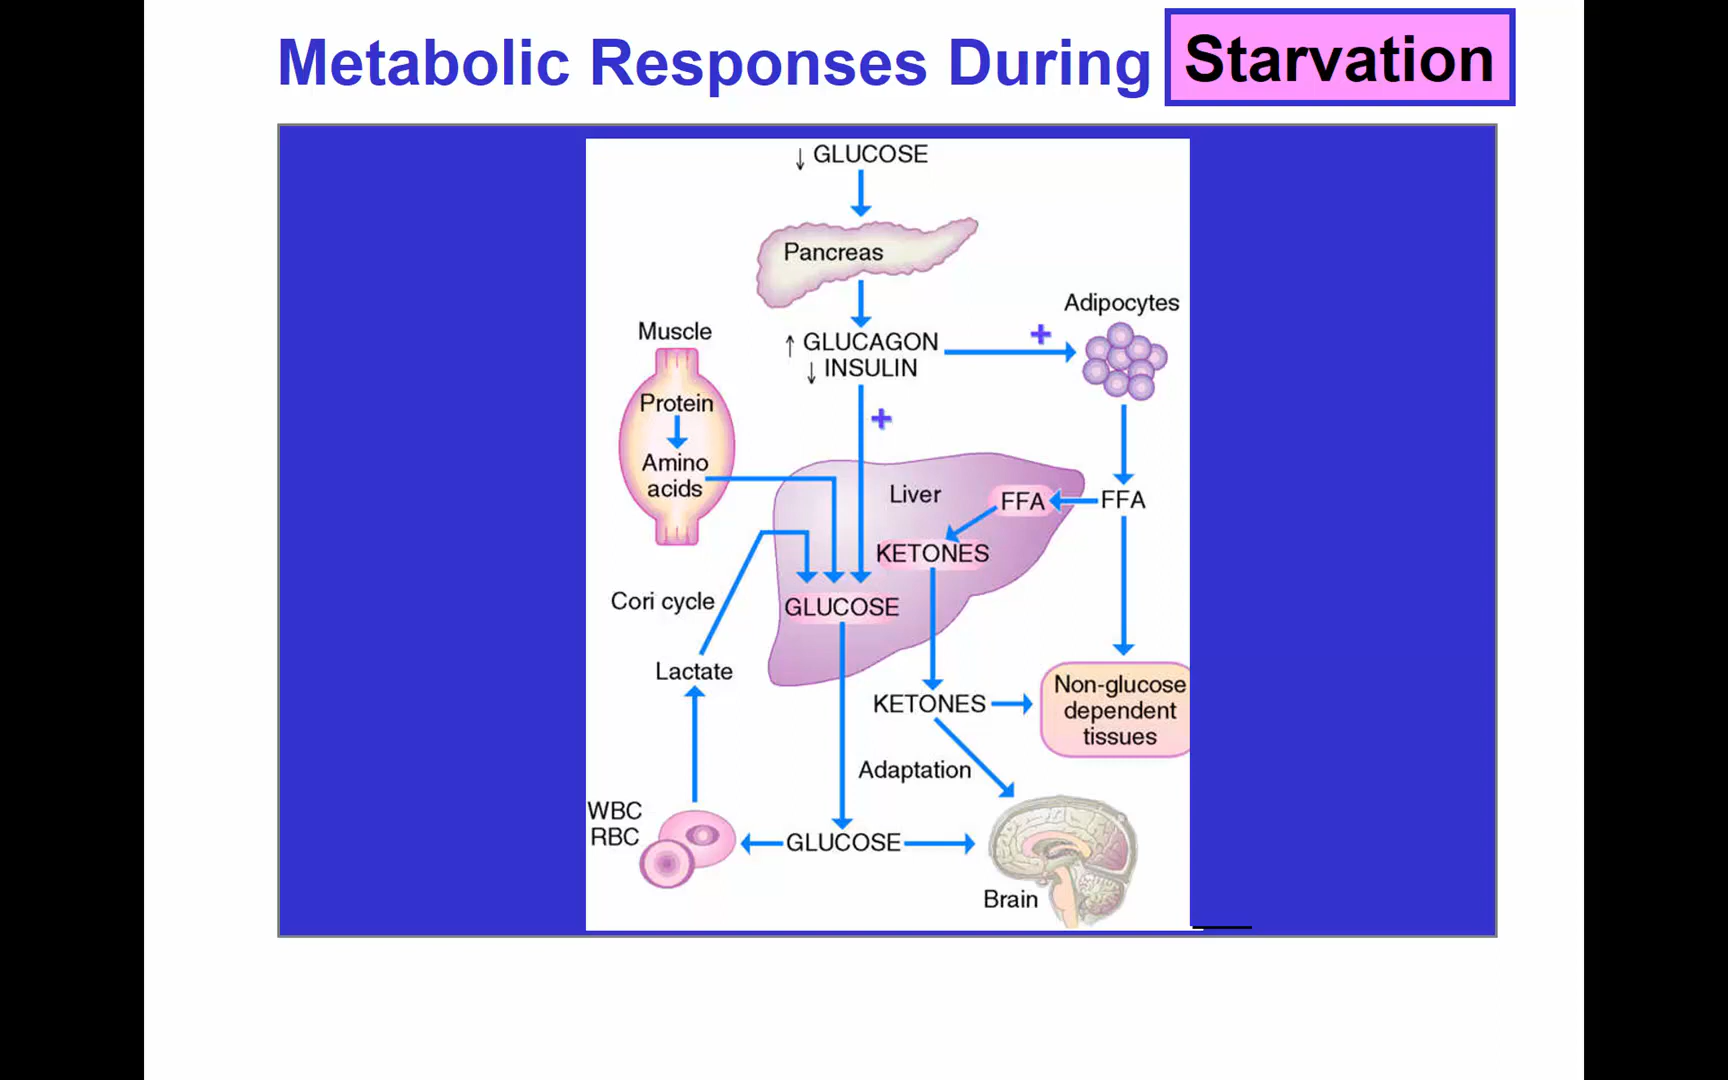 Metabolic Responses During Starvation
↓ GLUCOSE
Pancreas
Adipocytes
Muscle
↑ GLUCAGON
↓ INSULIN
+
+
Protein
Amino
acids
Liver
FFA
FFA
KETONES
GLUCOSE
Cori cycle
Lactate
KETONES
Non-glucose
dependent
tissues
Adaptation
WBC
RBC
GLUCOSE
Brain